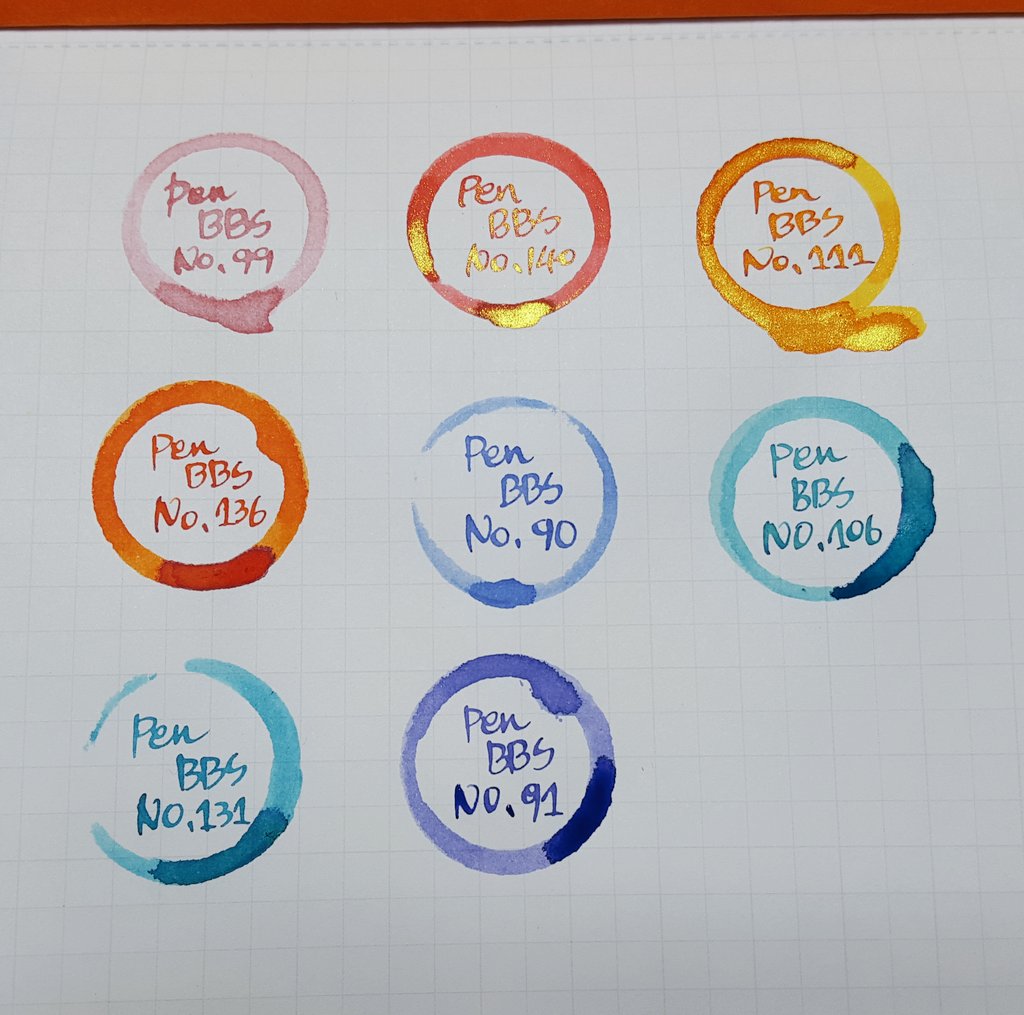 Pen
BBS
No.99
Pen
BBS
No.140
Pen
BBS
No.111
Pen
BBS
No.136
Pen
BBS
No.90
Pen
BBS
NO.106
Pen
BBS
NO.131
Pen
BBS
NO.91